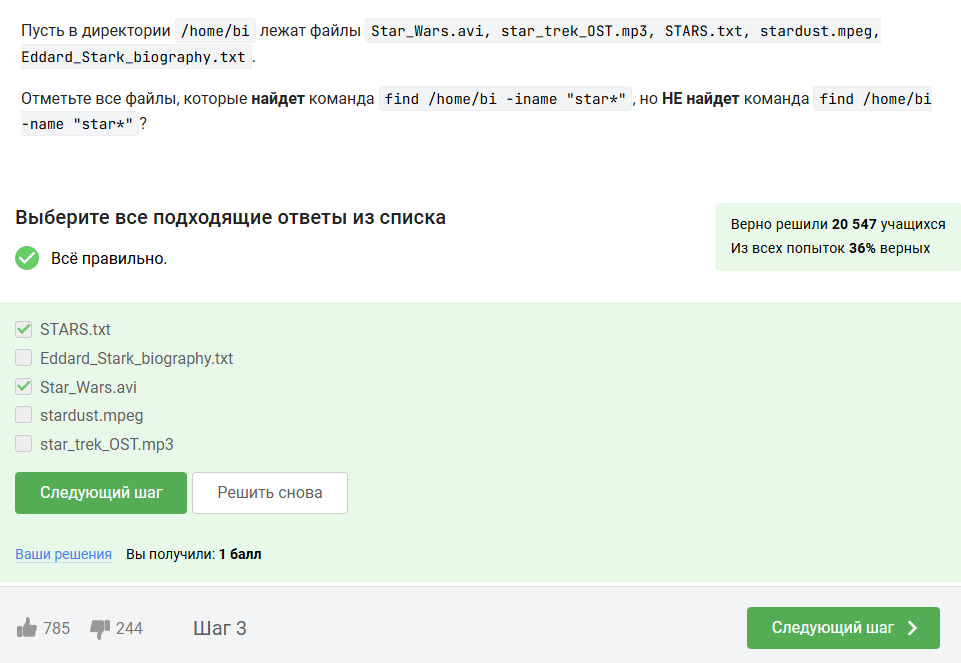 Пусть в директории /home/bi лежат файлы Star_Wars.avi, star_trek_OST.mp3, STARS.txt, stardust.mpeg,
Eddard_Stark_biography.txt.
Отметьте все файлы, которые найдет команда find /home/bi -iname "star*", но НЕ найдет команда find /home/bi
-name "star*"?
Выберите все подходящие ответы из списка
Верно решили 20 547 учащихся
Из всех попыток 36% верных
Всё правильно.
STARS.txt
Eddard_Stark_biography.txt
Star_Wars.avi
stardust.mpeg
star_trek_OST.mp3
Следующий шаг Решить снова
Ваши решения Вы получили: 1 балл
785 244 Шаг 3 Следующий шаг